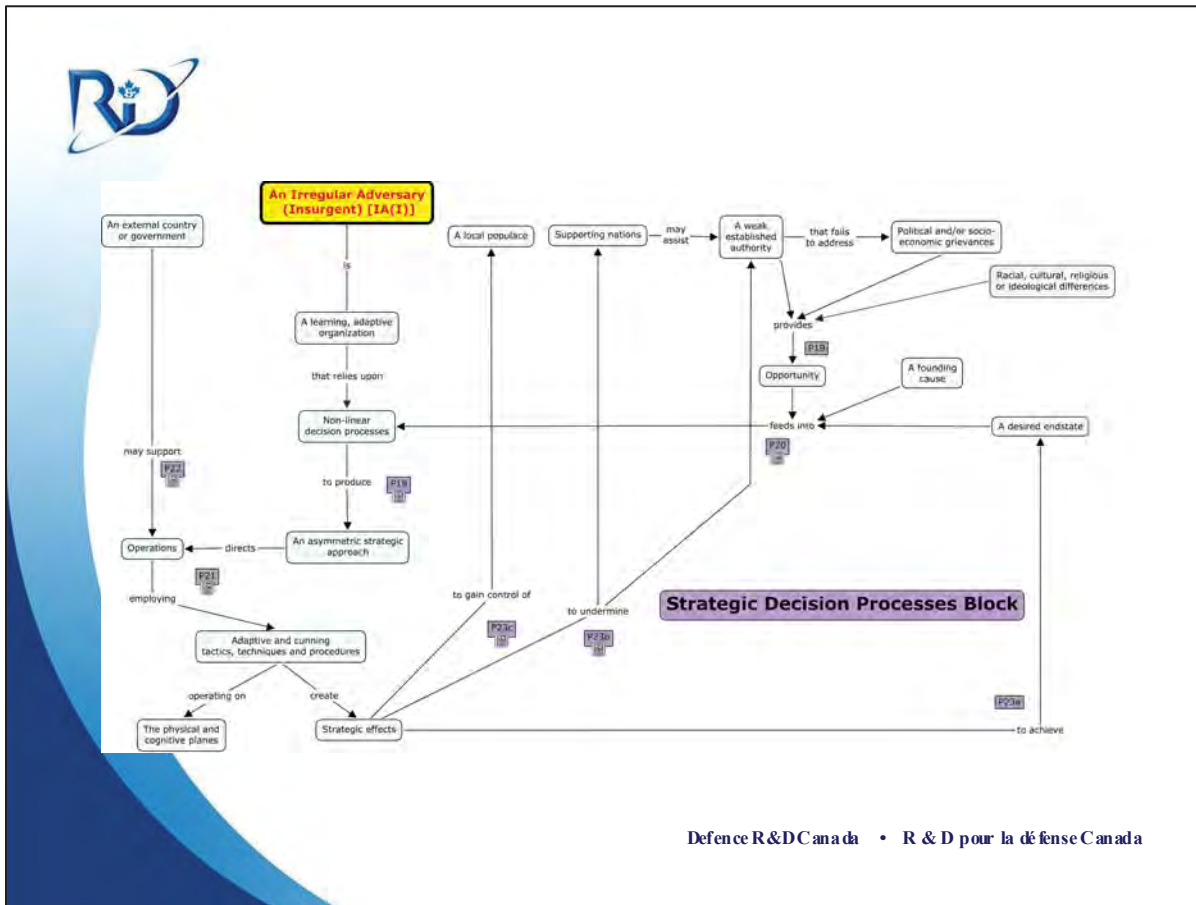 R&D
An Irregular Adversary
(Insurgent) [IA(I)]
An external country
or government
is
A local populace
Supporting nations
may
assist
A weak
established
authority
that fails
to address
Political and/or socio-
economic grievances
Racial, cultural, religious
or ideological differences
A learning, adaptive
organization
provides
P18
that relies upon
Opportunity
A founding
cause
Non-linear
decision processes
feeds into
A desired endstate
P20
may support
P22
to produce
P19
Operations
directs
An asymmetric strategic
approach
P21
employing
to gain control of
to undermine
Strategic Decision Processes Block
P23c
P23b
Adaptive and cunning
tactics, techniques and procedures
operating on
create
P23a
The physical and
cognitive planes
Strategic effects
to achieve
Defence R&D Canada • R & D pour la défense Canada